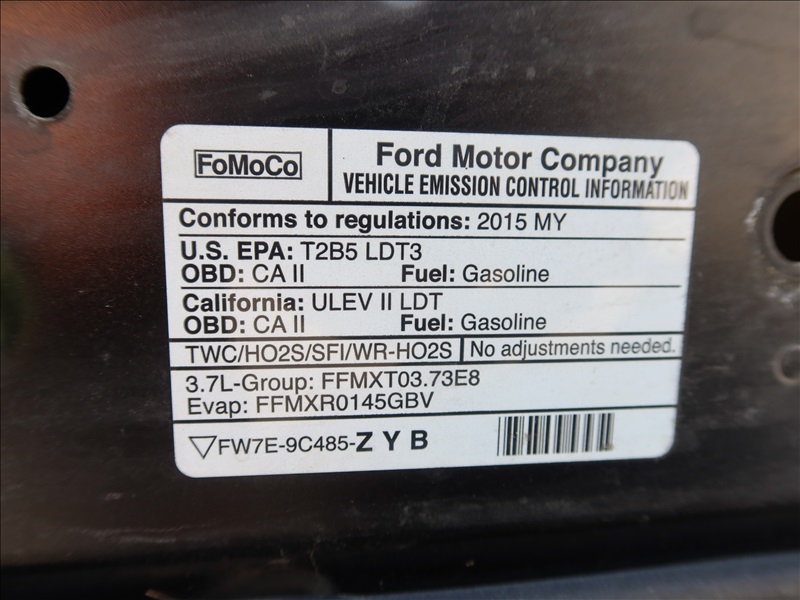 FoMoCo
Ford Motor Company
VEHICLE EMISSION CONTROL INFORMATION
Conforms to regulations: 2015 MY
U.S. EPA: T2B5 LDT3
OBD: CA II Fuel: Gasoline
California: ULEV II LDT
OBD: CA II Fuel: Gasoline
TWC/HO2S/SFI/WR-HO2S No adjustments needed.
3.7L-Group: FFMXT03.73E8
Evap: FFMXR0145GBV
▽FW7E-9C485-Z Y B